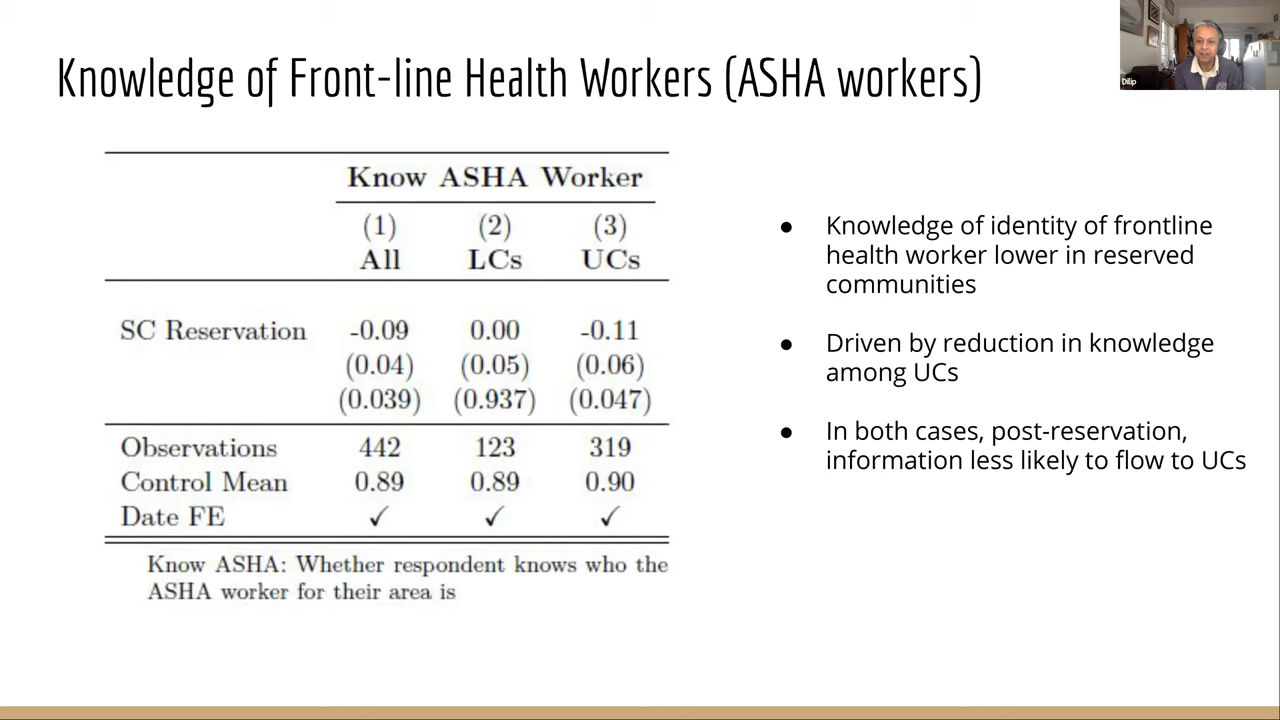 Knowledge of Front-line Health Workers (ASHA workers)
Dilip
Know ASHA Worker
(1) (2) (3)
All LCs UCs
SC Reservation -0.09 0.00 -0.11
(0.04) (0.05) (0.06)
(0.039) (0.937) (0.047)
Observations 442 123 319
Control Mean 0.89 0.89 0.90
Date FE ✓ ✓ ✓
Know ASHA: Whether respondent knows who the
ASHA worker for their area is
● Knowledge of identity of frontline
health worker lower in reserved
communities
● Driven by reduction in knowledge
among UCs
● In both cases, post-reservation,
information less likely to flow to UCs